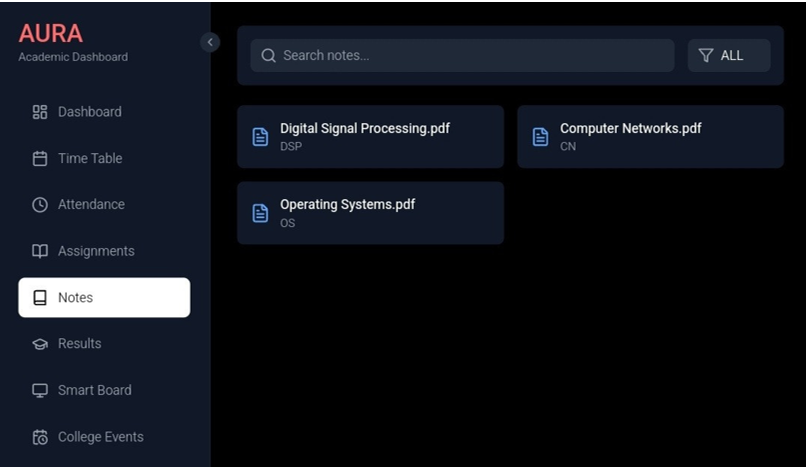 AURA
Academic Dashboard
Dashboard
Time Table
Attendance
Assignments
Notes
Results
Smart Board
College Events
Search notes...
ALL
Digital Signal Processing.pdf
DSP
Computer Networks.pdf
CN
Operating Systems.pdf
OS